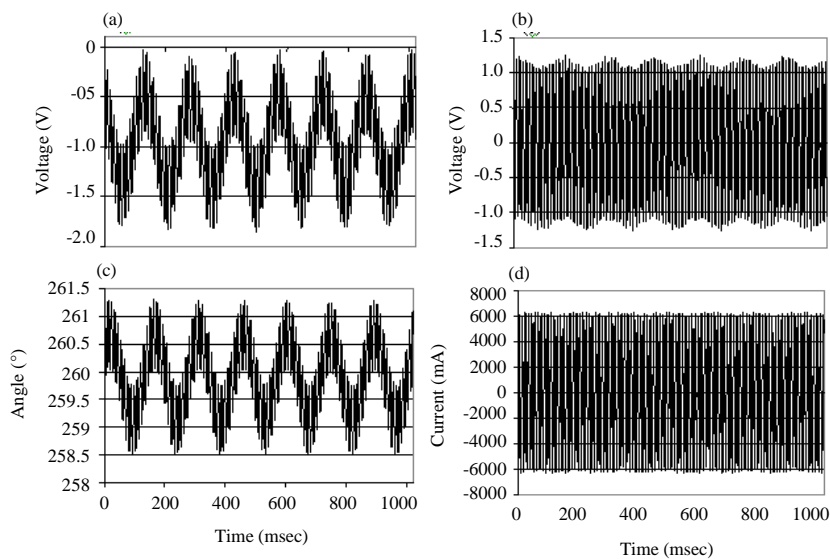 (a)
0
-05
-1.0
-1.5
-2.0
Voltage (V)
(b)
1.5
1.0
0.5
0
-0.5
-1.0
-1.5
Voltage (V)
(c)
261.5
261
260.5
260
259.5
259
258.5
258
Angle (°)
0 200 400 600 800 1000
Time (msec)
(d)
8000
6000
4000
2000
0
-2000
-4000
-6000
-8000
Current (mA)
0 200 400 600 800 1000
Time (msec)